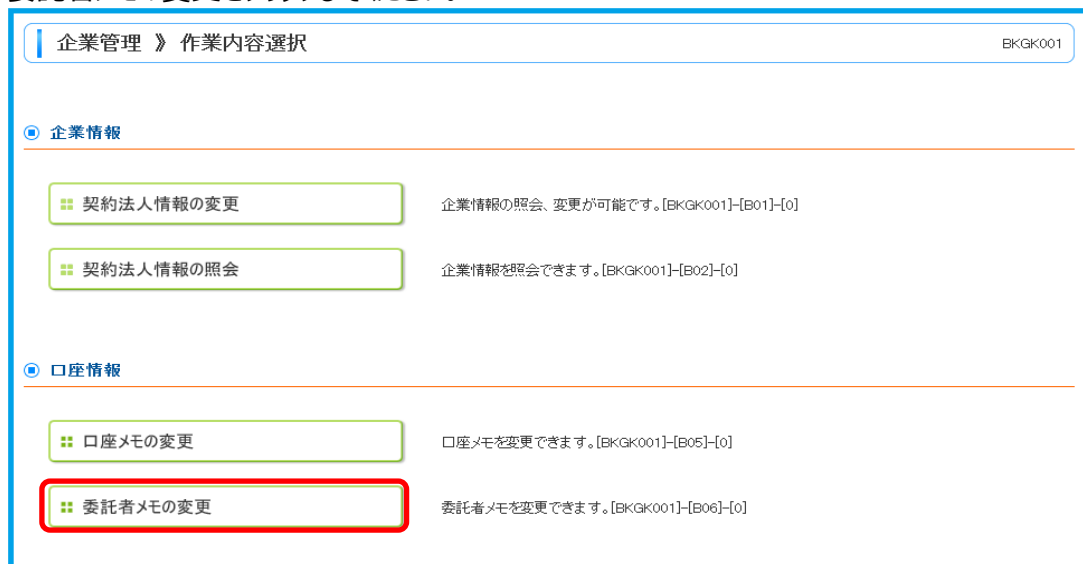 企業管理 》 作業内容選択
BKGK001
企業情報
契約法人情報の変更
企業情報の照会、変更が可能です。[BKGK001]-[B01]-[0]
契約法人情報の照会
企業情報を照会できます。[BKGK001]-[B02]-[0]
口座情報
口座メモの変更
口座メモを変更できます。[BKGK001]-[B05]-[0]
委託者メモの変更
委託者メモを変更できます。[BKGK001]-[B06]-[0]